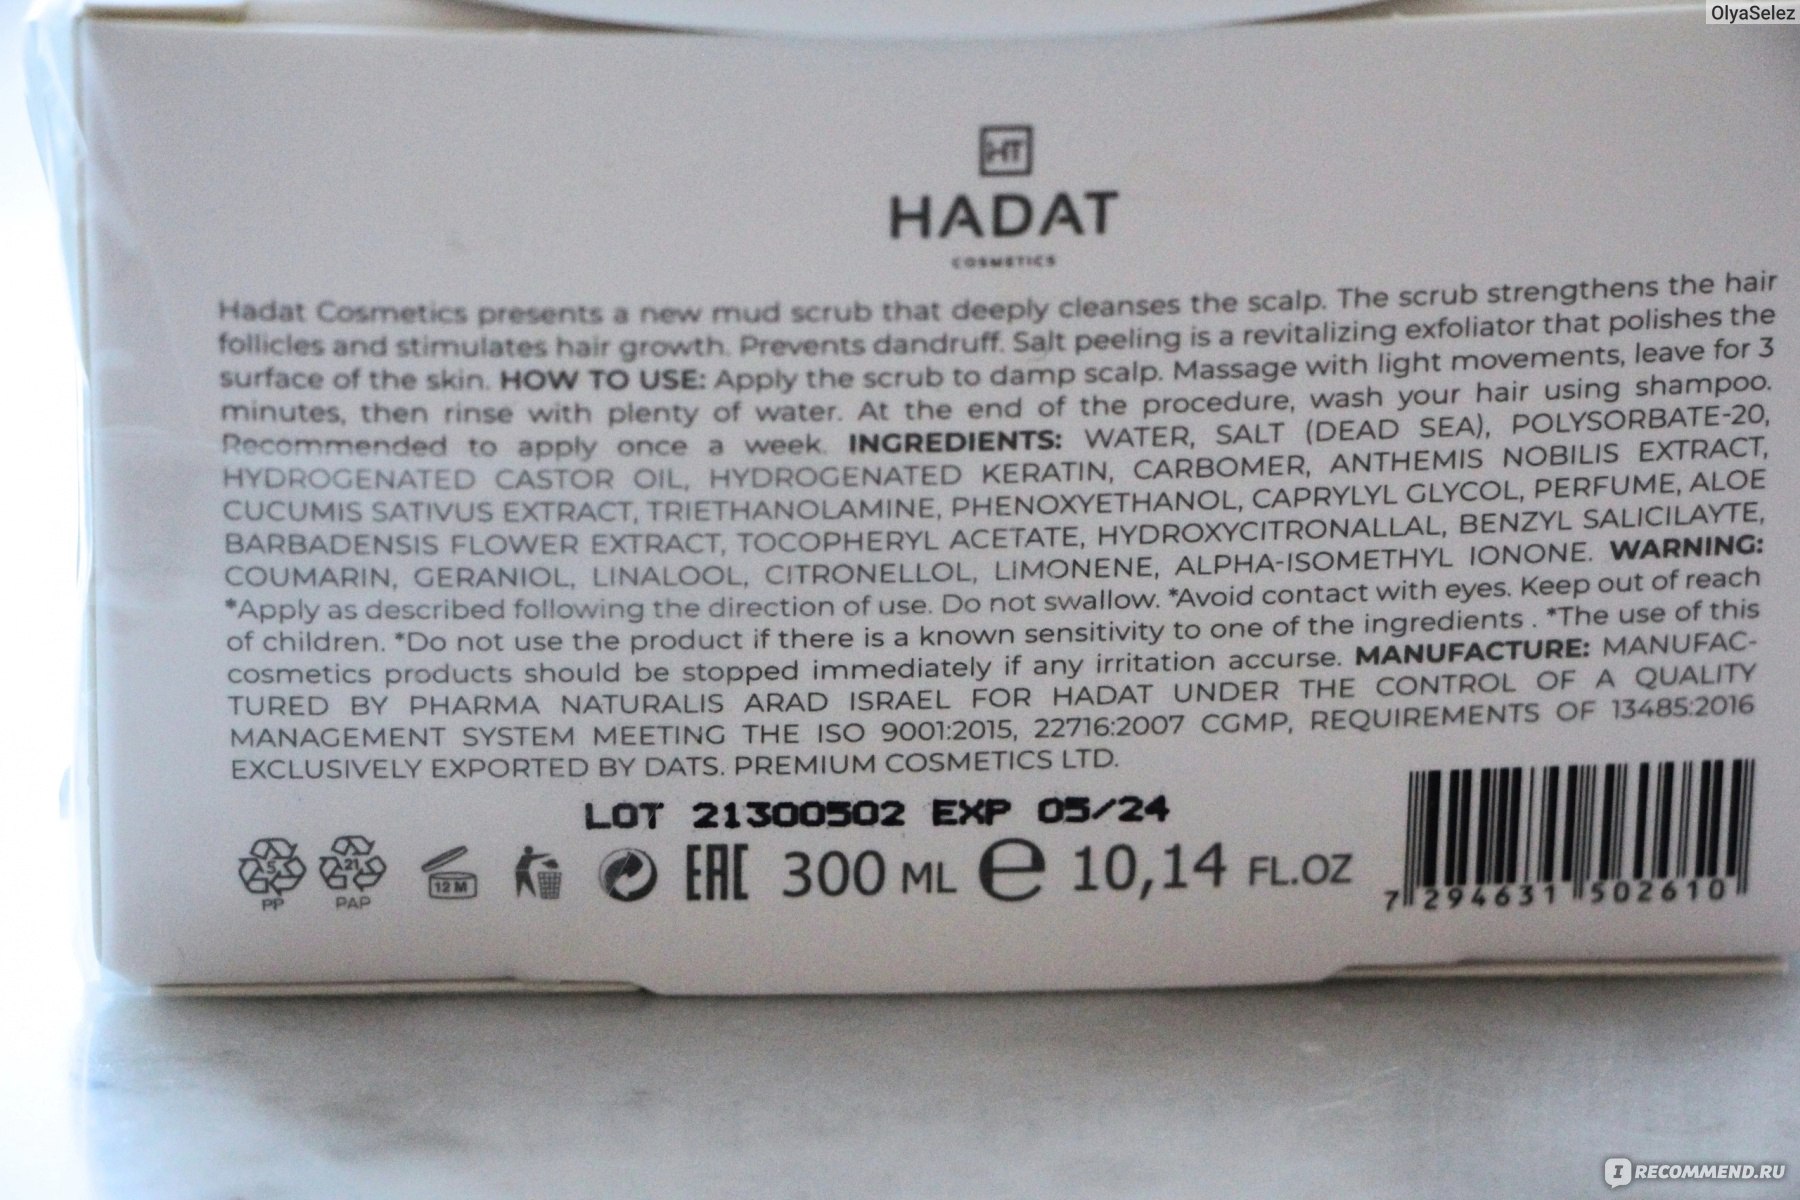 OlyaSelez
HT
HADAT
COSMETICS
Hadat Cosmetics presents a new mud scrub that deeply cleanses the scalp. The scrub strengthens the hair
follicles and stimulates hair growth. Prevents dandruff. Salt peeling is a revitalizing exfoliator that polishes the
surface of the skin. HOW TO USE: Apply the scrub to damp scalp. Massage with light movements, leave for 3
minutes, then rinse with plenty of water. At the end of the procedure, wash your hair using shampoo.
Recommended to apply once a week. INGREDIENTS: WATER, SALT (DEAD SEA), POLYSORBATE-20,
HYDROGENATED CASTOR OIL, HYDROGENATED KERATIN, CARBOMER, ANTHEMIS NOBILIS EXTRACT,
CUCUMIS SATIVUS EXTRACT, TRIETHANOLAMINE, PHENOXYETHANOL, CAPRYLYL GLYCOL, PERFUME, ALOE
BARBADENSIS FLOWER EXTRACT, TOCOPHERYL ACETATE, HYDROXYCITRONALLAL, BENZYL SALICILAYTE,
COUMARIN, GERANIOL, LINALOOL, CITRONELLOL, LIMONENE, ALPHA-ISOMETHYL IONONE. WARNING:
*Apply as described following the direction of use. Do not swallow. *Avoid contact with eyes. Keep out of reach
of children. *Do not use the product if there is a known sensitivity to one of the ingredients . *The use of this
cosmetics products should be stopped immediately if any irritation accurse. MANUFACTURE: MANUFAC-
TURED BY PHARMA NATURALIS ARAD ISRAEL FOR HADAT UNDER THE CONTROL OF A QUALITY
MANAGEMENT SYSTEM MEETING THE ISO 9001:2015, 22716:2007 CGMP, REQUIREMENTS OF 13485:2016
EXCLUSIVELY EXPORTED BY DATS. PREMIUM COSMETICS LTD.
LOT 21300502 EXP 05/24
5 PP 21 PAP 12 M EAC 300 ML e 10,14 FL.OZ
7 294631 502610
IRECOMMEND.RU